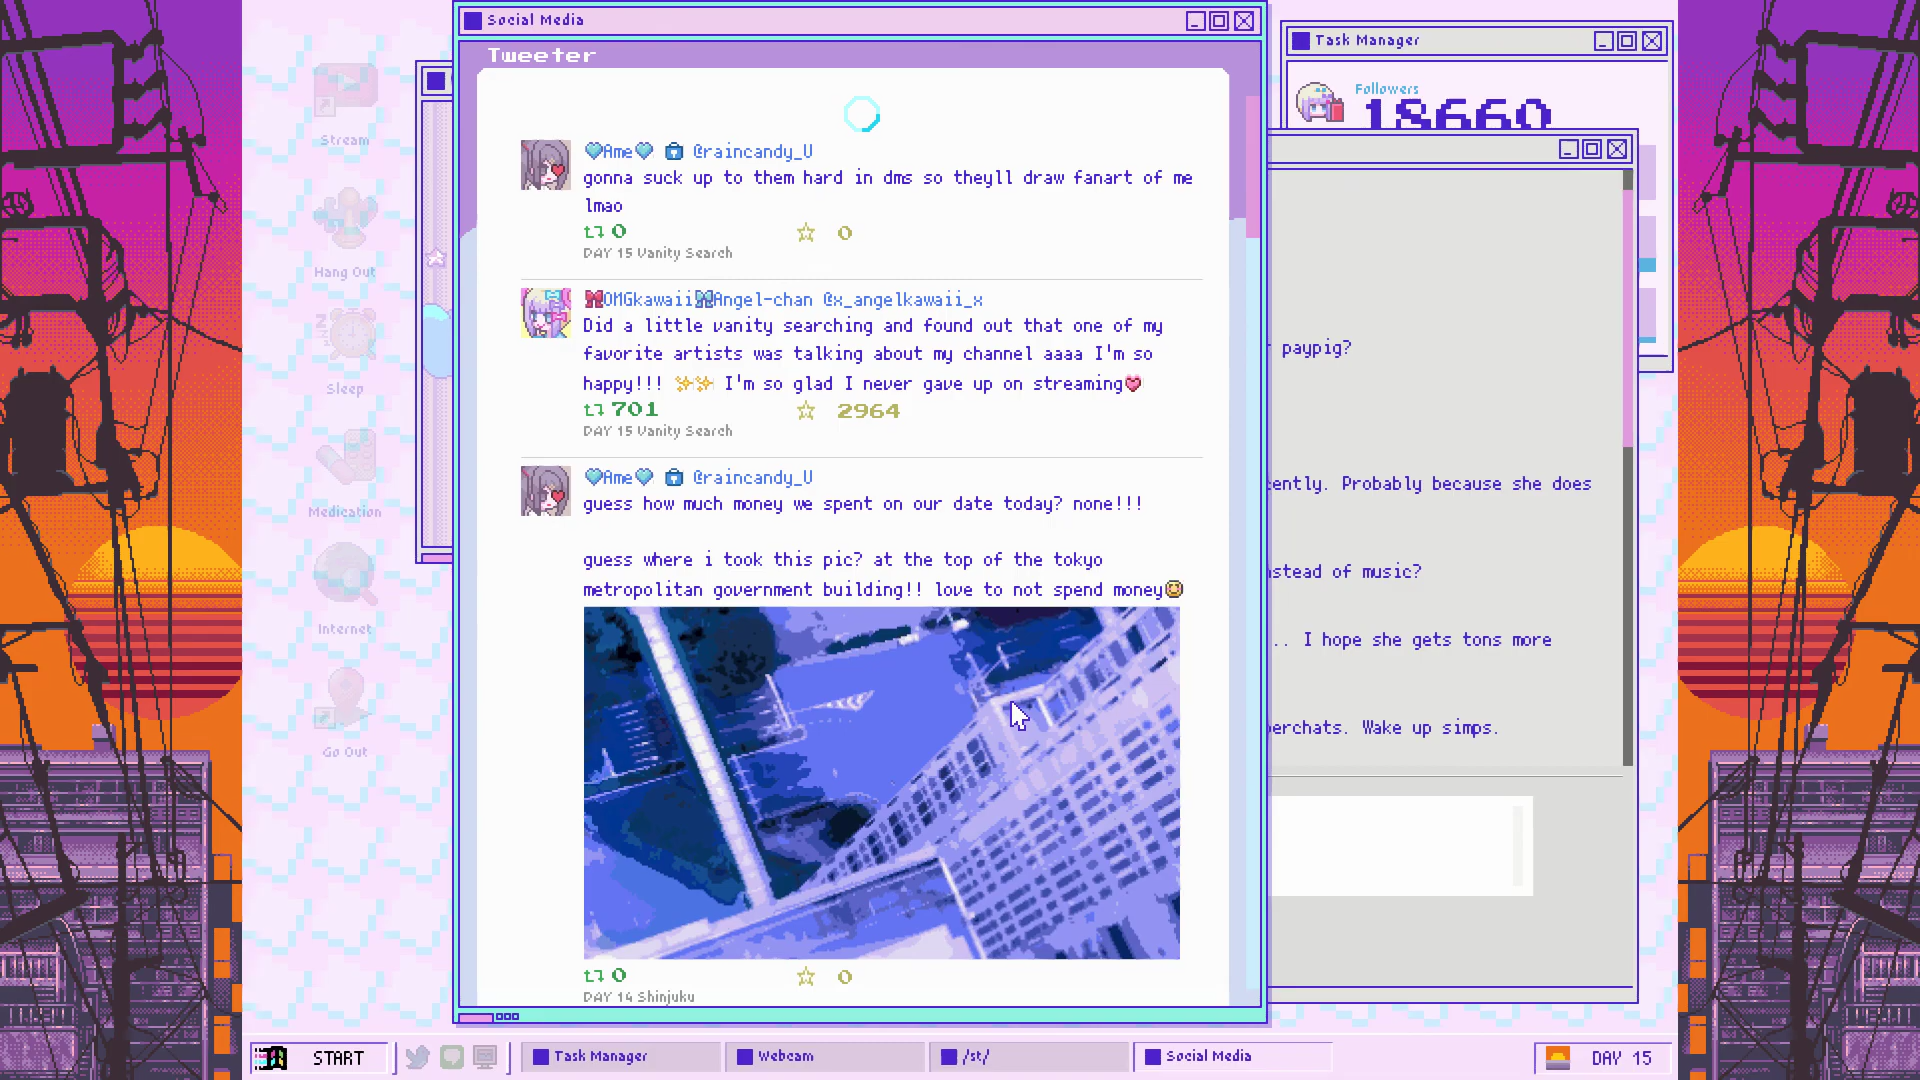 Social Media
Tweeter
Ame @raincandy_U
gonna suck up to them hard in dms so theyll draw fanart of me
lmao
0 0
DAY 15 Vanity Search
OMGkawaii Angel-chan @x_angelkawaii_x
Did a little vanity searching and found out that one of my
favorite artists was talking about my channel aaaa I'm so
happy!!! I'm so glad I never gave up on streaming
701 2964
DAY 15 Vanity Search
Ame @raincandy_U
guess how much money we spent on our date today? none!!!
guess where i took this pic? at the top of the tokyo
metropolitan government building!! love to not spend money
0 0
DAY 14 Shinjuku
Task Manager
Followers
18660
paypig?
ently. Probably because she does
stead of music?
.. I hope she gets tons more
erchats. Wake up simps.
Stream
Hang Out
Sleep
Medication
Internet
Go Out
START
Task Manager
Webcam
/st/
Social Media
DAY 15